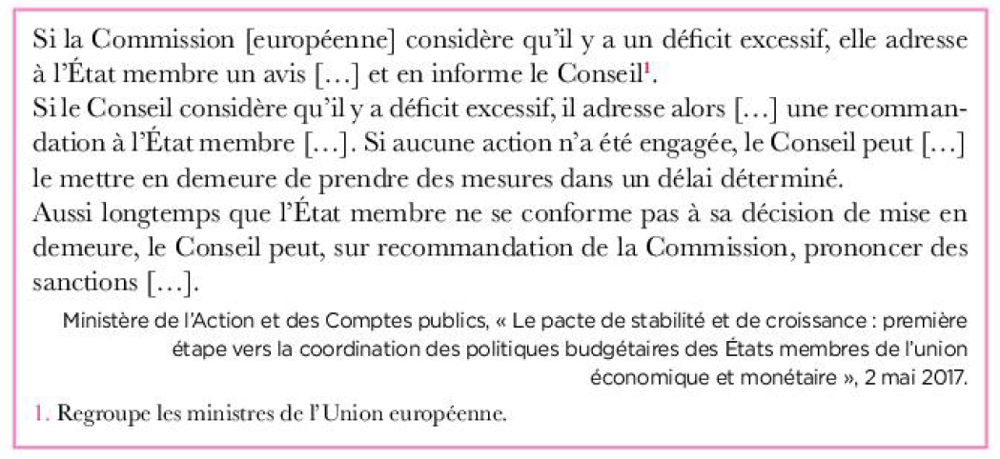 Si la Commission [européenne] considère qu'il y a un déficit excessif, elle adresse
à l'État membre un avis […] et en informe le Conseil¹.
Si le Conseil considère qu'il y a déficit excessif, il adresse alors […] une recomman-
dation à l'État membre […]. Si aucune action n'a été engagée, le Conseil peut […]
le mettre en demeure de prendre des mesures dans un délai déterminé.
Aussi longtemps que l'État membre ne se conforme pas à sa décision de mise en
demeure, le Conseil peut, sur recommandation de la Commission, prononcer des
sanctions […].
Ministère de l'Action et des Comptes publics, « Le pacte de stabilité et de croissance : première
étape vers la coordination des politiques budgétaires des États membres de l'union
économique et monétaire », 2 mai 2017.
1. Regroupe les ministres de l'Union européenne.